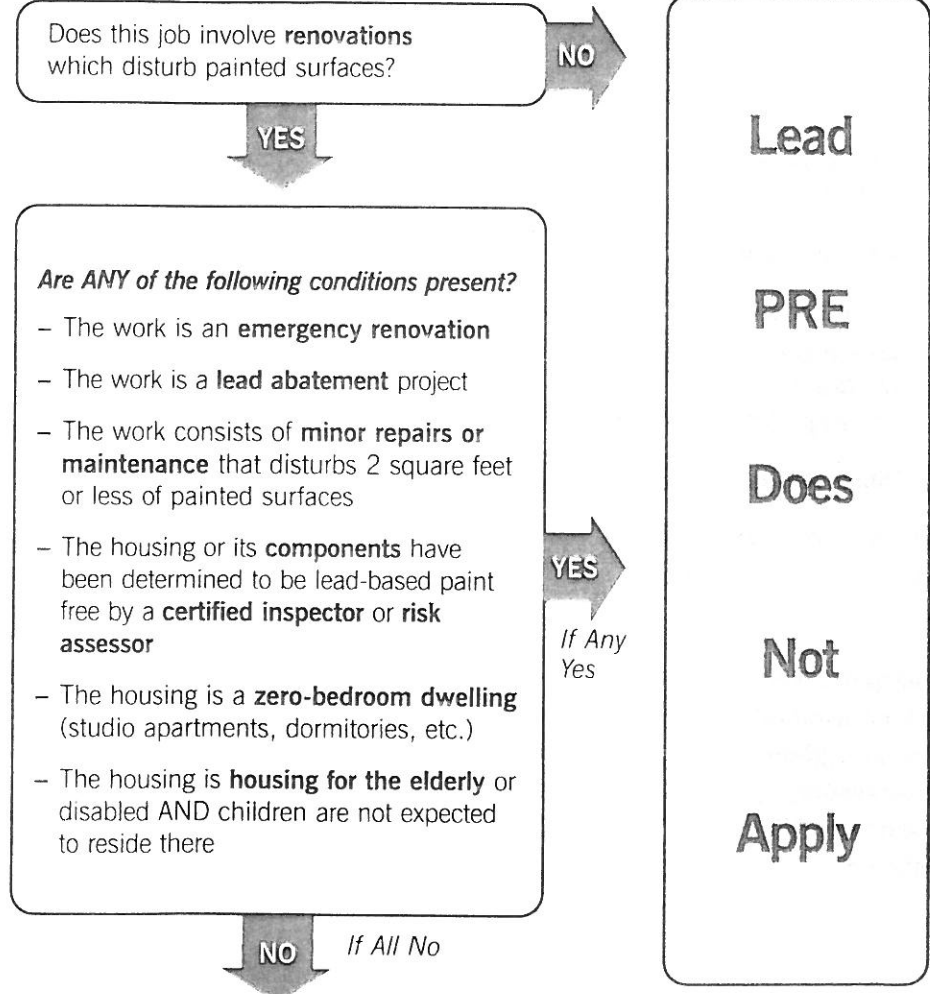 Does this job involve renovations
which disturb painted surfaces?
NO
YES
Are ANY of the following conditions present?
– The work is an emergency renovation
– The work is a lead abatement project
– The work consists of minor repairs or
maintenance that disturbs 2 square feet
or less of painted surfaces
– The housing or its components have
been determined to be lead-based paint
free by a certified inspector or risk
assessor
– The housing is a zero-bedroom dwelling
(studio apartments, dormitories, etc.)
– The housing is housing for the elderly or
disabled AND children are not expected
to reside there
YES
If Any
Yes
NO
If All No
Lead
PRE
Does
Not
Apply